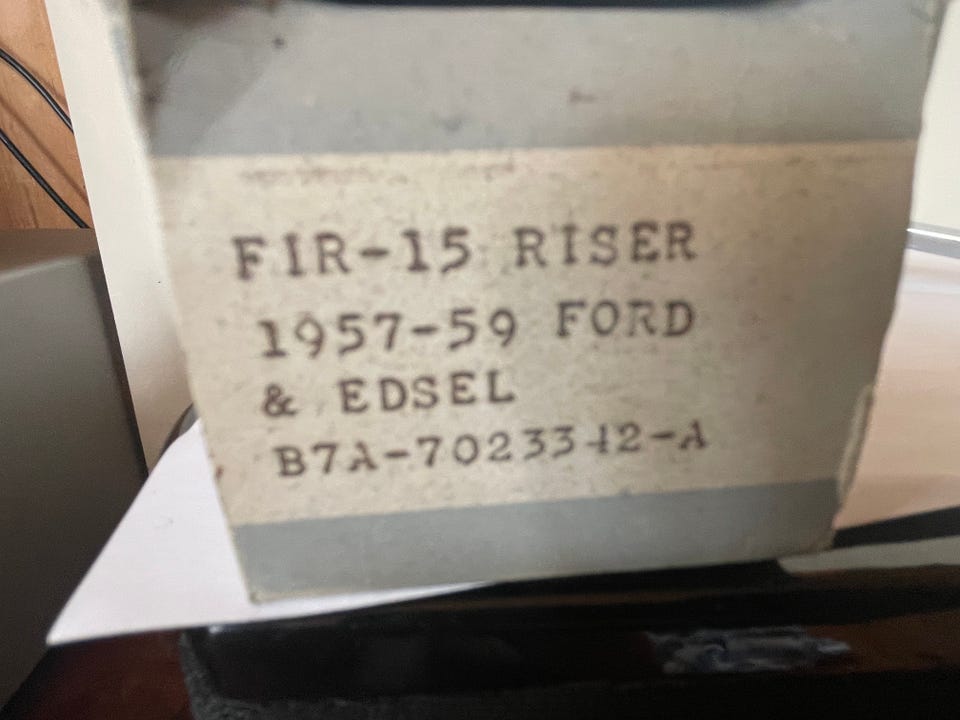 FIR-15 RISER
1957-59 FORD
& EDSEL
B7A-7023342-A